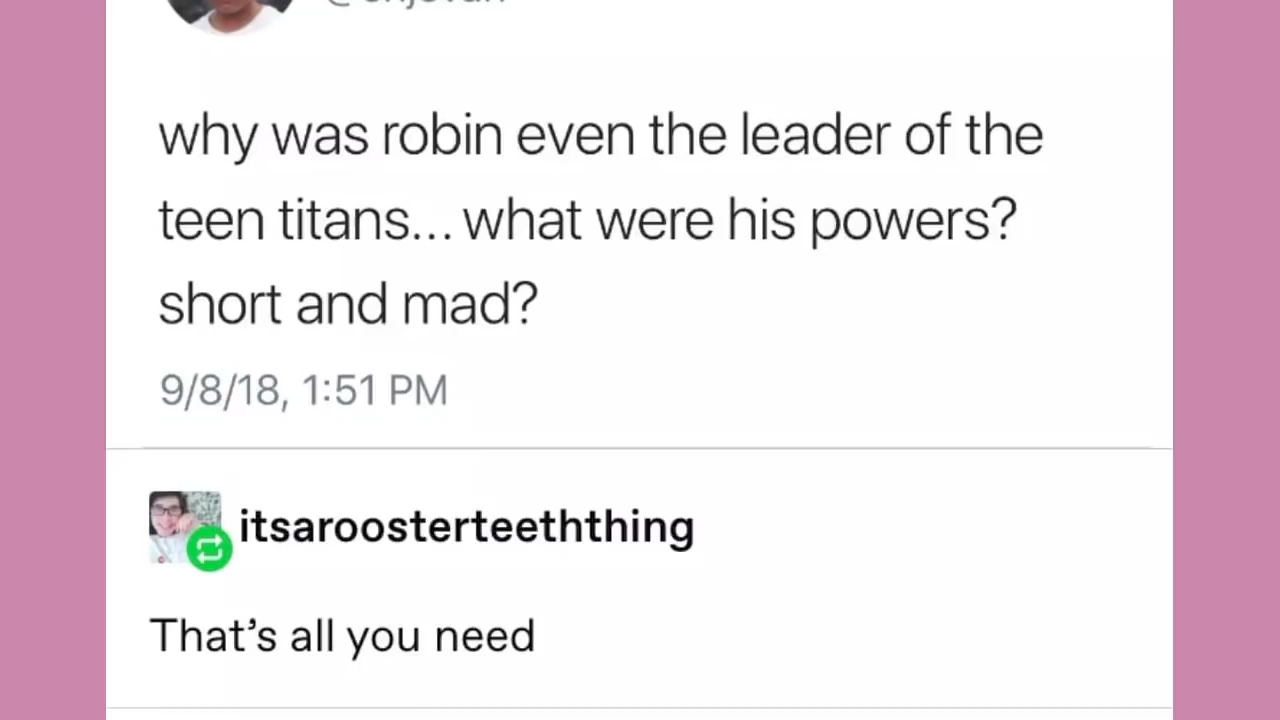 why was robin even the leader of the
teen titans... what were his powers?
short and mad?
9/8/18, 1:51 PM
itsaroosterteeththing
That's all you need